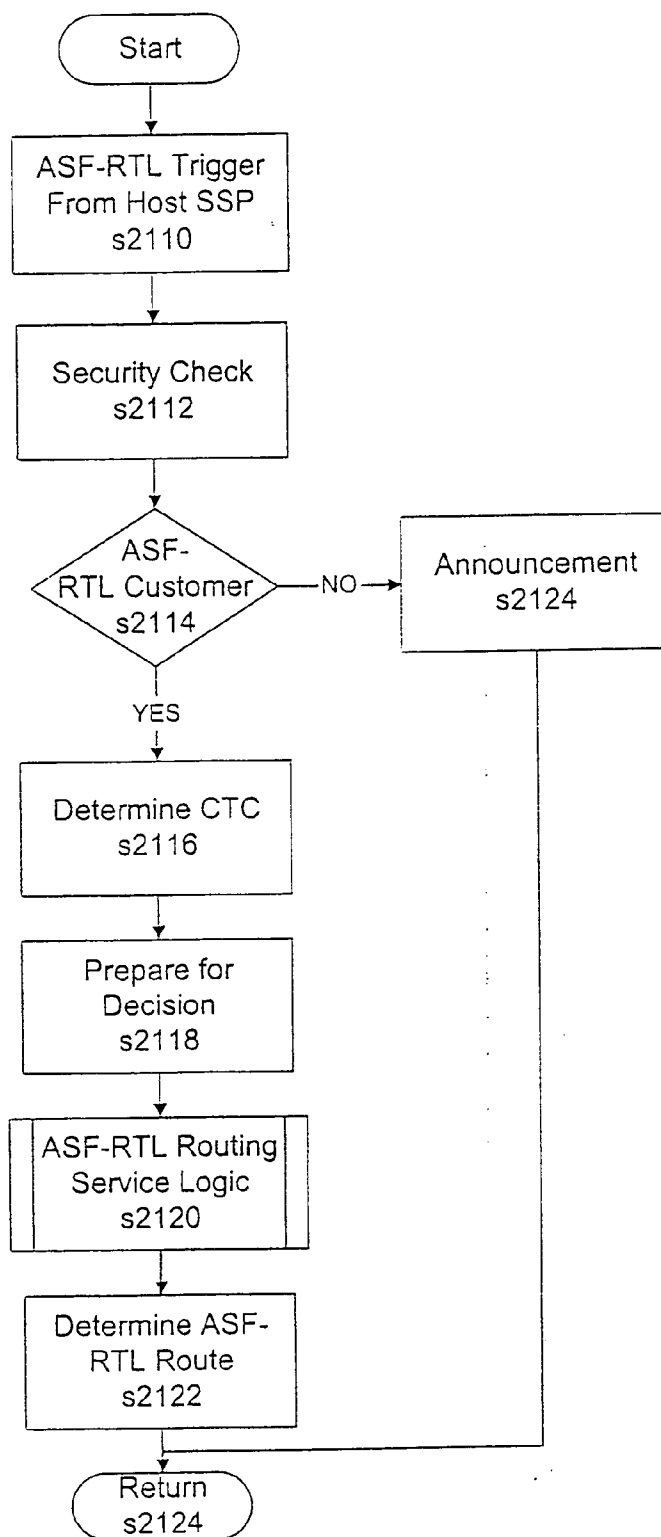 Start
ASF-RTL Trigger
From Host SSP
s2110
Security Check
s2112
ASF-
RTL Customer
s2114
NO
Announcement
s2124
YES
Determine CTC
s2116
Prepare for
Decision
s2118
ASF-RTL Routing
Service Logic
s2120
Determine ASF-
RTL Route
s2122
Return
s2124